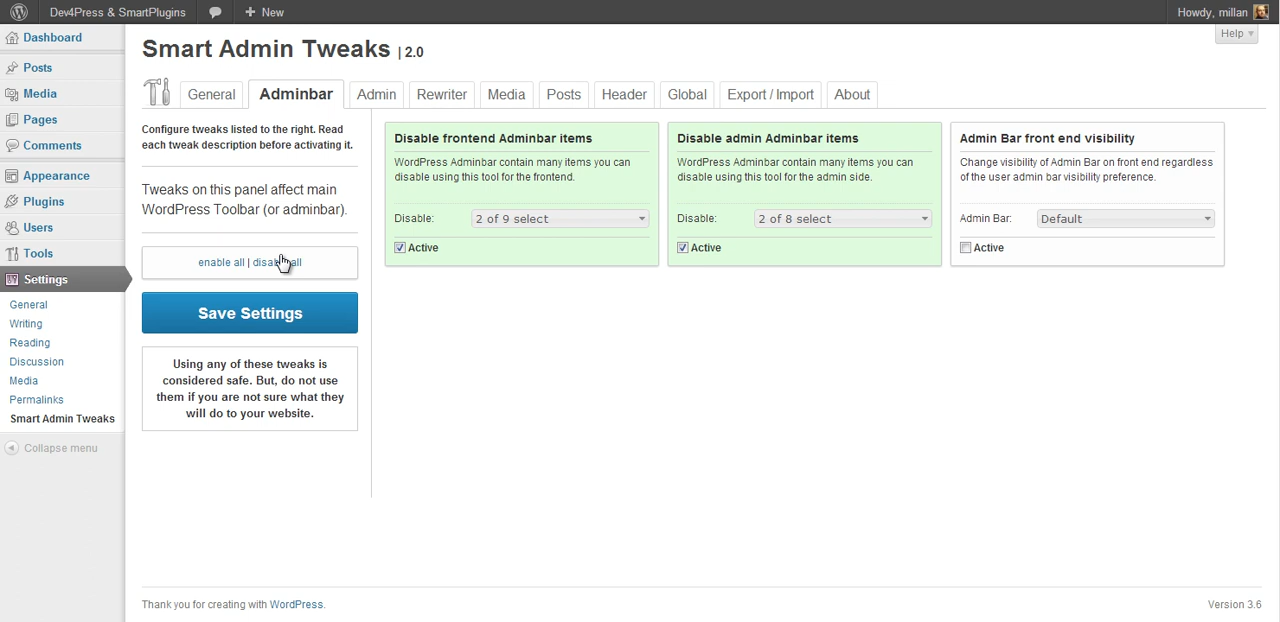 Dev4Press & SmartPlugins
+ New
Howdy, millan
Help
Dashboard
Posts
Media
Pages
Comments
Appearance
Plugins
Users
Tools
Settings
General
Writing
Reading
Discussion
Media
Permalinks
Smart Admin Tweaks
Collapse menu
Smart Admin Tweaks | 2.0
General Adminbar Admin Rewriter Media Posts Header Global Export / Import About
Configure tweaks listed to the right. Read
each tweak description before activating it.
Tweaks on this panel affect main
WordPress Toolbar (or adminbar).
enable all | disable all
Save Settings
Using any of these tweaks is
considered safe. But, do not use
them if you are not sure what they
will do to your website.
Disable frontend Adminbar items
WordPress Adminbar contain many items you can
disable using this tool for the frontend.
Disable: 2 of 9 select
Active
Disable admin Adminbar items
WordPress Adminbar contain many items you can
disable using this tool for the admin side.
Disable: 2 of 8 select
Active
Admin Bar front end visibility
Change visibility of Admin Bar on front end regardless
of the user admin bar visibility preference.
Admin Bar: Default
Active
Thank you for creating with WordPress.
Version 3.6